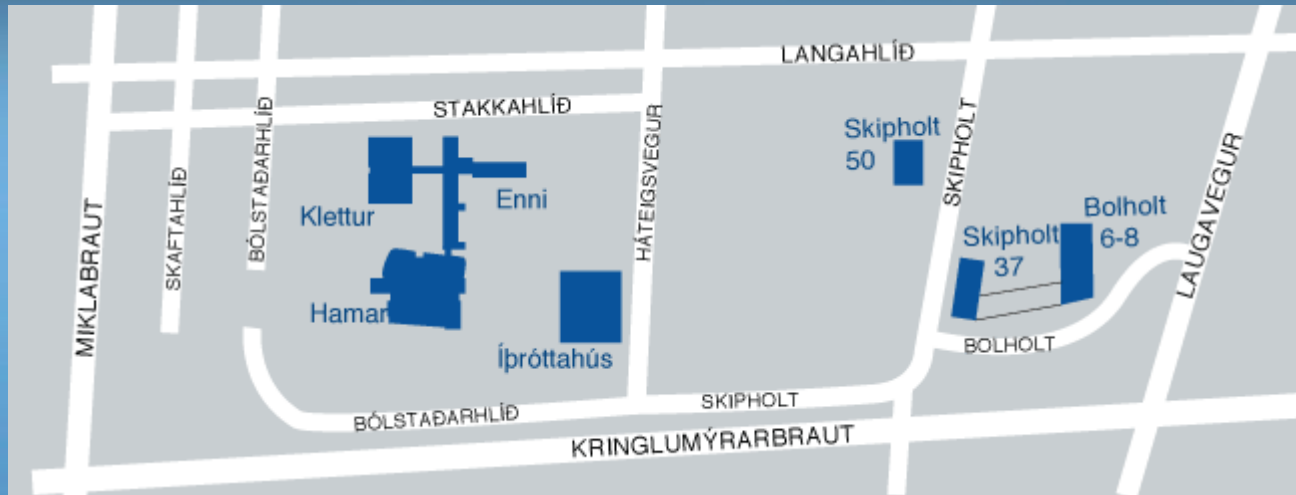 LANGAHLÍÐ
STAKKAHLÍÐ
MIKLABRAUT
SKAFTAHLÍÐ
BÓLSTAÐARHLÍÐ
Klettur
Enni
Hamar
Íþróttahús
HÁTEIGSVEGUR
Skipholt
50
SKIPHOLT
Skipholt
37
Bolholt
6-8
LAUGAVEGUR
BOLHOLT
SKIPHOLT
BÓLSTAÐARHLÍÐ
KRINGLUMÝRARBRAUT